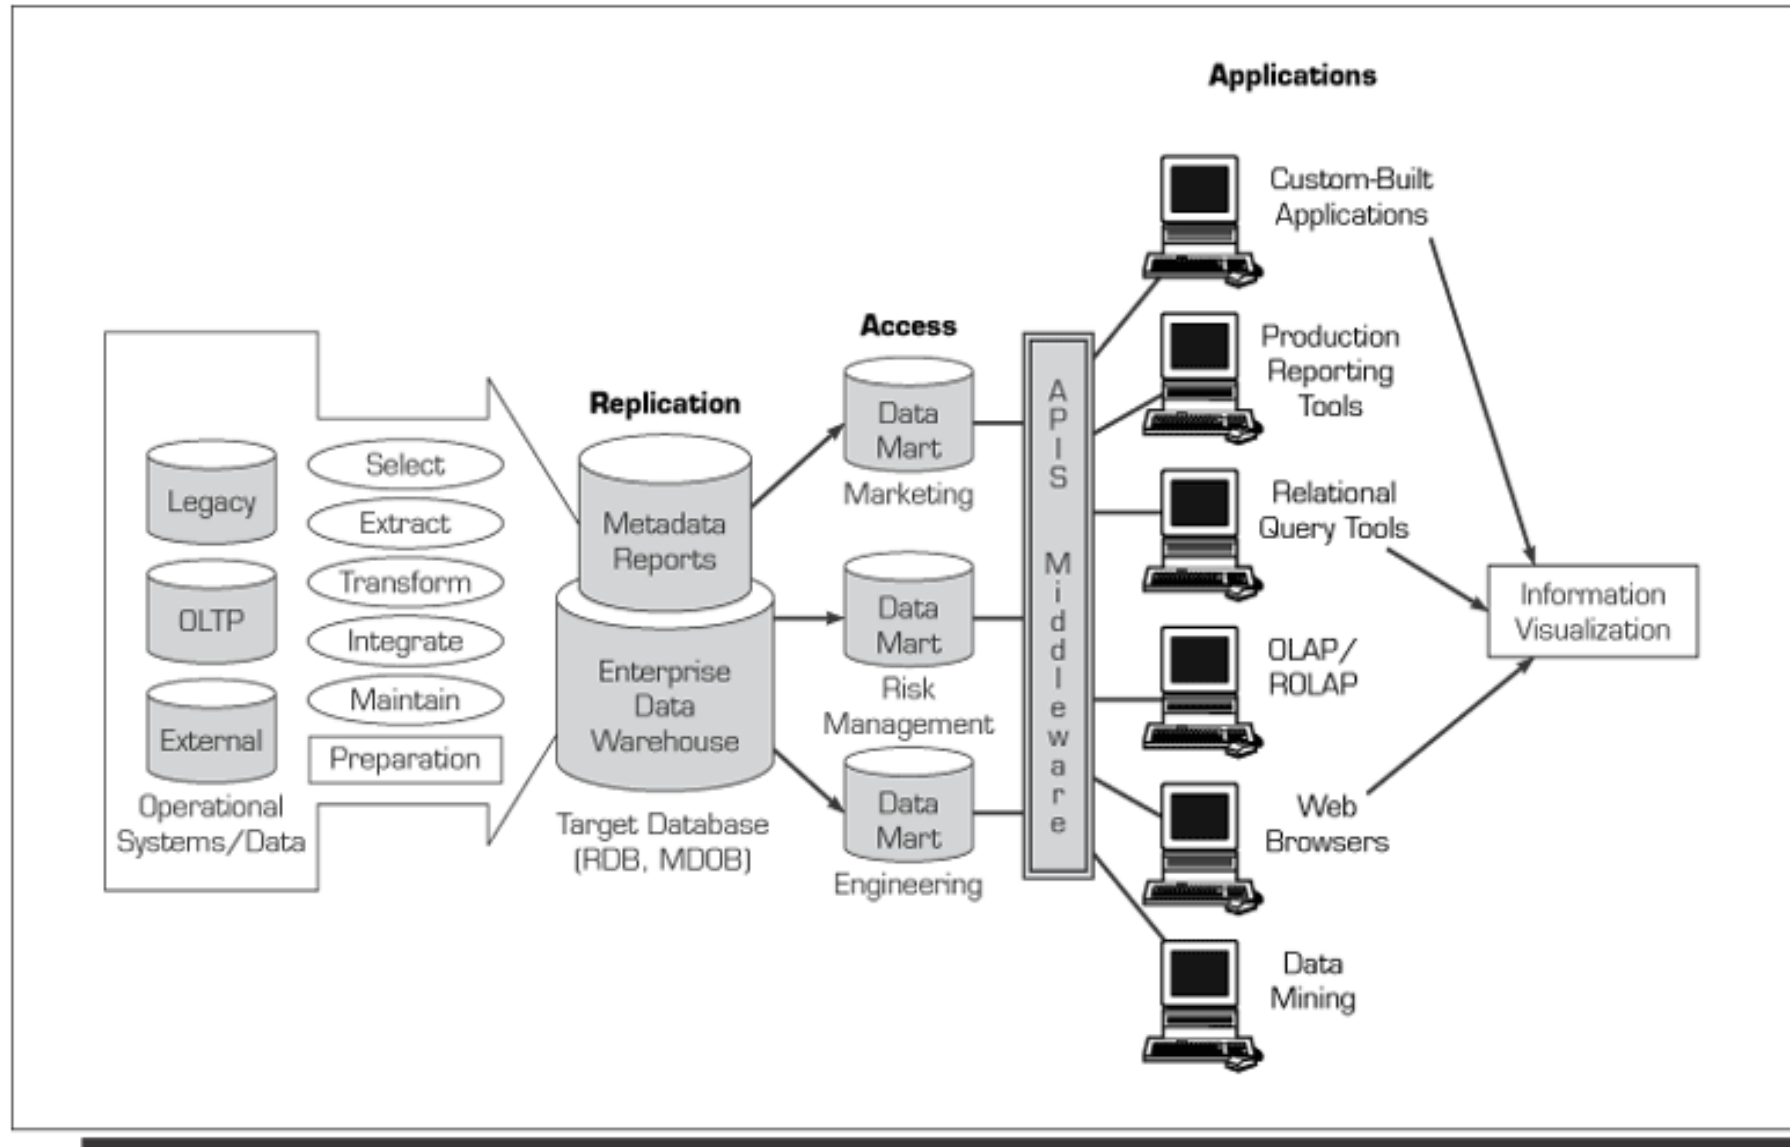 Applications
Custom-Built
Applications
Production
Reporting
Tools
Relational
Query Tools
OLAP/
ROLAP
Web
Browsers
Data
Mining
Information
Visualization
Access
Data
Mart
Marketing
Data
Mart
Risk
Management
Data
Mart
Engineering
APIS Middleware
Replication
Metadata
Reports
Enterprise
Data
Warehouse
Target Database
(RDB, MDOB)
Select
Extract
Transform
Integrate
Maintain
Preparation
Legacy
OLTP
External
Operational
Systems/Data